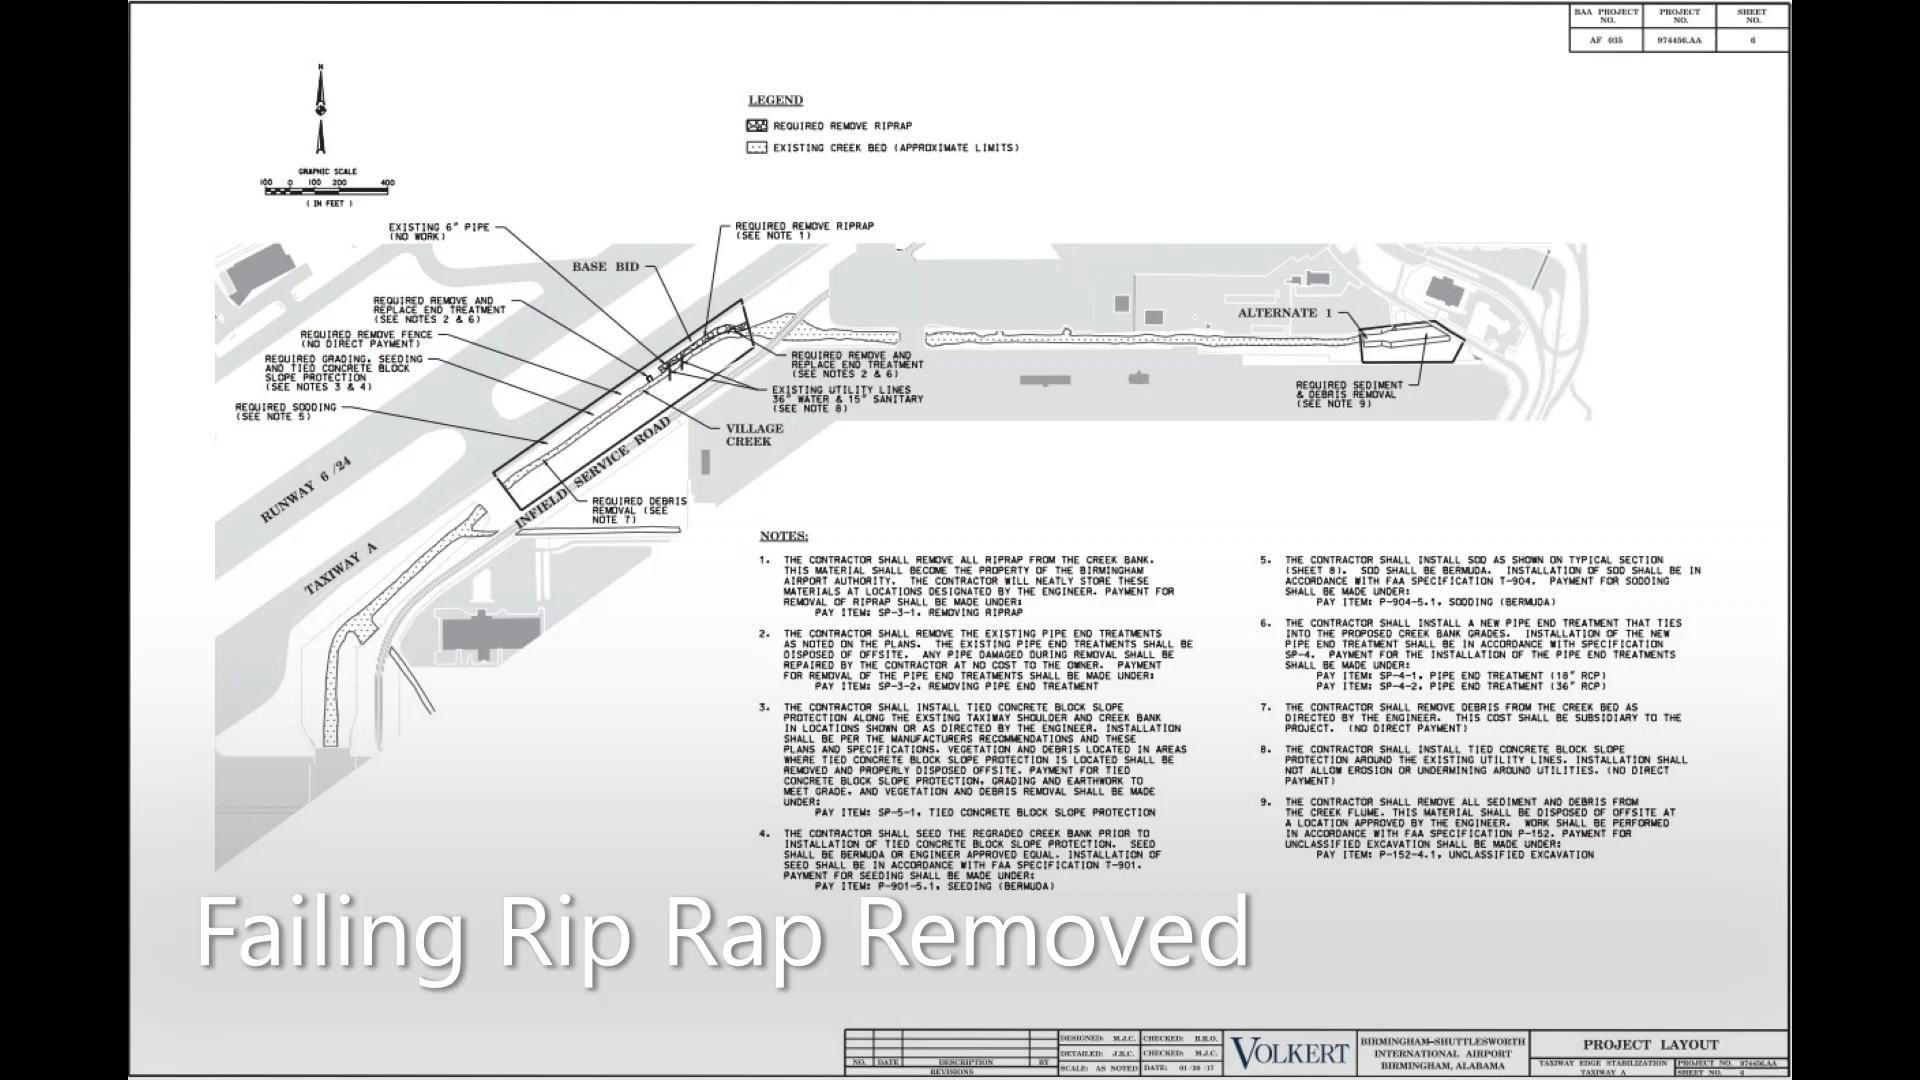 BAA PROJECT NO.
PROJECT NO.
SHEET NO.
AF 035
974456.AA
6
N
LEGEND
REQUIRED REMOVE RIPRAP
EXISTING CREEK BED (APPROXIMATE LIMITS)
GRAPHIC SCALE
100 0 100 200 400
( IN FEET )
EXISTING 6" PIPE
(NO WORK)
REQUIRED REMOVE RIPRAP
(SEE NOTE 1)
BASE BID
REQUIRED REMOVE AND
REPLACE END TREATMENT
(SEE NOTES 2 & 6)
REQUIRED REMOVE FENCE
(NO DIRECT PAYMENT)
REQUIRED GRADING, SEEDING
AND TIED CONCRETE BLOCK
SLOPE PROTECTION
(SEE NOTES 3 & 4)
REQUIRED SODDING
(SEE NOTE 5)
ALTERNATE 1
REQUIRED REMOVE AND
REPLACE END TREATMENT
(SEE NOTES 2 & 6)
EXISTING UTILITY LINES
36" WATER & 15" SANITARY
(SEE NOTE 8)
REQUIRED SEDIMENT
& DEBRIS REMOVAL
(SEE NOTE 9)
VILLAGE
CREEK
RUNWAY 6 /24
INFIELD SERVICE ROAD
REQUIRED DEBRIS
REMOVAL (SEE
NOTE 7)
TAXIWAY A
NOTES:
1. THE CONTRACTOR SHALL REMOVE ALL RIPRAP FROM THE CREEK BANK.
THIS MATERIAL SHALL BECOME THE PROPERTY OF THE BIRMINGHAM
AIRPORT AUTHORITY. THE CONTRACTOR WILL NEATLY STORE THESE
MATERIALS AT LOCATIONS DESIGNATED BY THE ENGINEER. PAYMENT FOR
REMOVAL OF RIPRAP SHALL BE MADE UNDER:
PAY ITEM: SP-3-1, REMOVING RIPRAP
2. THE CONTRACTOR SHALL REMOVE THE EXISTING PIPE END TREATMENTS
AS NOTED ON THE PLANS. THE EXISTING PIPE END TREATMENTS SHALL BE
DISPOSED OF OFFSITE. ANY PIPE DAMAGED DURING REMOVAL SHALL BE
REPAIRED BY THE CONTRACTOR AT NO COST TO THE OWNER. PAYMENT
FOR REMOVAL OF THE PIPE END TREATMENTS SHALL BE MADE UNDER:
PAY ITEM: SP-3-2, REMOVING PIPE END TREATMENT
3. THE CONTRACTOR SHALL INSTALL TIED CONCRETE BLOCK SLOPE
PROTECTION ALONG THE EXSTING TAXIWAY SHOULDER AND CREEK BANK
IN LOCATIONS SHOWN OR AS DIRECTED BY THE ENGINEER. INSTALLATION
SHALL BE PER THE MANUFACTURERS RECOMMENDATIONS AND THESE
PLANS AND SPECIFICATIONS. VEGETATION AND DEBRIS LOCATED IN AREAS
WHERE TIED CONCRETE BLOCK SLOPE PROTECTION IS LOCATED SHALL BE
REMOVED AND PROPERLY DISPOSED OFFSITE. PAYMENT FOR TIED
CONCRETE BLOCK SLOPE PROTECTION, GRADING AND EARTHWORK TO
MEET GRADE, AND VEGETATION AND DEBRIS REMOVAL SHALL BE MADE
UNDER:
PAY ITEM: SP-5-1, TIED CONCRETE BLOCK SLOPE PROTECTION
4. THE CONTRACTOR SHALL SEED THE REGRADED CREEK BANK PRIOR TO
INSTALLATION OF TIED CONCRETE BLOCK SLOPE PROTECTION. SEED
SHALL BE BERMUDA OR ENGINEER APPROVED EQUAL. INSTALLATION OF
SEED SHALL BE IN ACCORDANCE WITH FAA SPECIFICATION T-901.
PAYMENT FOR SEEDING SHALL BE MADE UNDER:
PAY ITEM: P-901-5.1, SEEDING (BERMUDA)
5. THE CONTRACTOR SHALL INSTALL SOD AS SHOWN ON TYPICAL SECTION
(SHEET 8). SOD SHALL BE BERMUDA. INSTALLATION OF SOD SHALL BE IN
ACCORDANCE WITH FAA SPECIFICATION T-904. PAYMENT FOR SODDING
SHALL BE MADE UNDER:
PAY ITEM: P-904-5.1, SODDING (BERMUDA)
6. THE CONTRACTOR SHALL INSTALL A NEW PIPE END TREATMENT THAT TIES
INTO THE PROPOSED CREEK BANK GRADES. INSTALLATION OF THE NEW
PIPE END TREATMENT SHALL BE IN ACCORDANCE WITH SPECIFICATION
SP-4. PAYMENT FOR THE INSTALLATION OF THE PIPE END TREATMENTS
SHALL BE MADE UNDER:
PAY ITEM: SP-4-1, PIPE END TREATMENT (18" RCP)
PAY ITEM: SP-4-2, PIPE END TREATMENT (36" RCP)
7. THE CONTRACTOR SHALL REMOVE DEBRIS FROM THE CREEK BED AS
DIRECTED BY THE ENGINEER. THIS COST SHALL BE SUBSIDIARY TO THE
PROJECT. (NO DIRECT PAYMENT)
8. THE CONTRACTOR SHALL INSTALL TIED CONCRETE BLOCK SLOPE
PROTECTION AROUND THE EXISTING UTILITY LINES. INSTALLATION SHALL
NOT ALLOW EROSION OR UNDERMINING AROUND UTILITIES. (NO DIRECT
PAYMENT)
9. THE CONTRACTOR SHALL REMOVE ALL SEDIMENT AND DEBRIS FROM
THE CREEK FLUME. THIS MATERIAL SHALL BE DISPOSED OF OFFSITE AT
A LOCATION APPROVED BY THE ENGINEER. WORK SHALL BE PERFORMED
IN ACCORDANCE WITH FAA SPECIFICATION P-152. PAYMENT FOR
UNCLASSIFIED EXCAVATION SHALL BE MADE UNDER:
PAY ITEM: P-152-4.1, UNCLASSIFIED EXCAVATION
Failing Rip Rap Removed
NO. DATE DESCRIPTION BY
REVISIONS
DESIGNED: M.J.C. CHECKED: B.R.O.
DETAILED: J.R.C. CHECKED: M.J.C.
SCALE: AS NOTED DATE: 01/20/17
VOLKERT
BIRMINGHAM-SHUTTLESWORTH
INTERNATIONAL AIRPORT
BIRMINGHAM, ALABAMA
PROJECT LAYOUT
TAXIWAY EDGE STABILIZATION
TAXIWAY A
PROJECT NO. 974456.AA
SHEET NO. 6